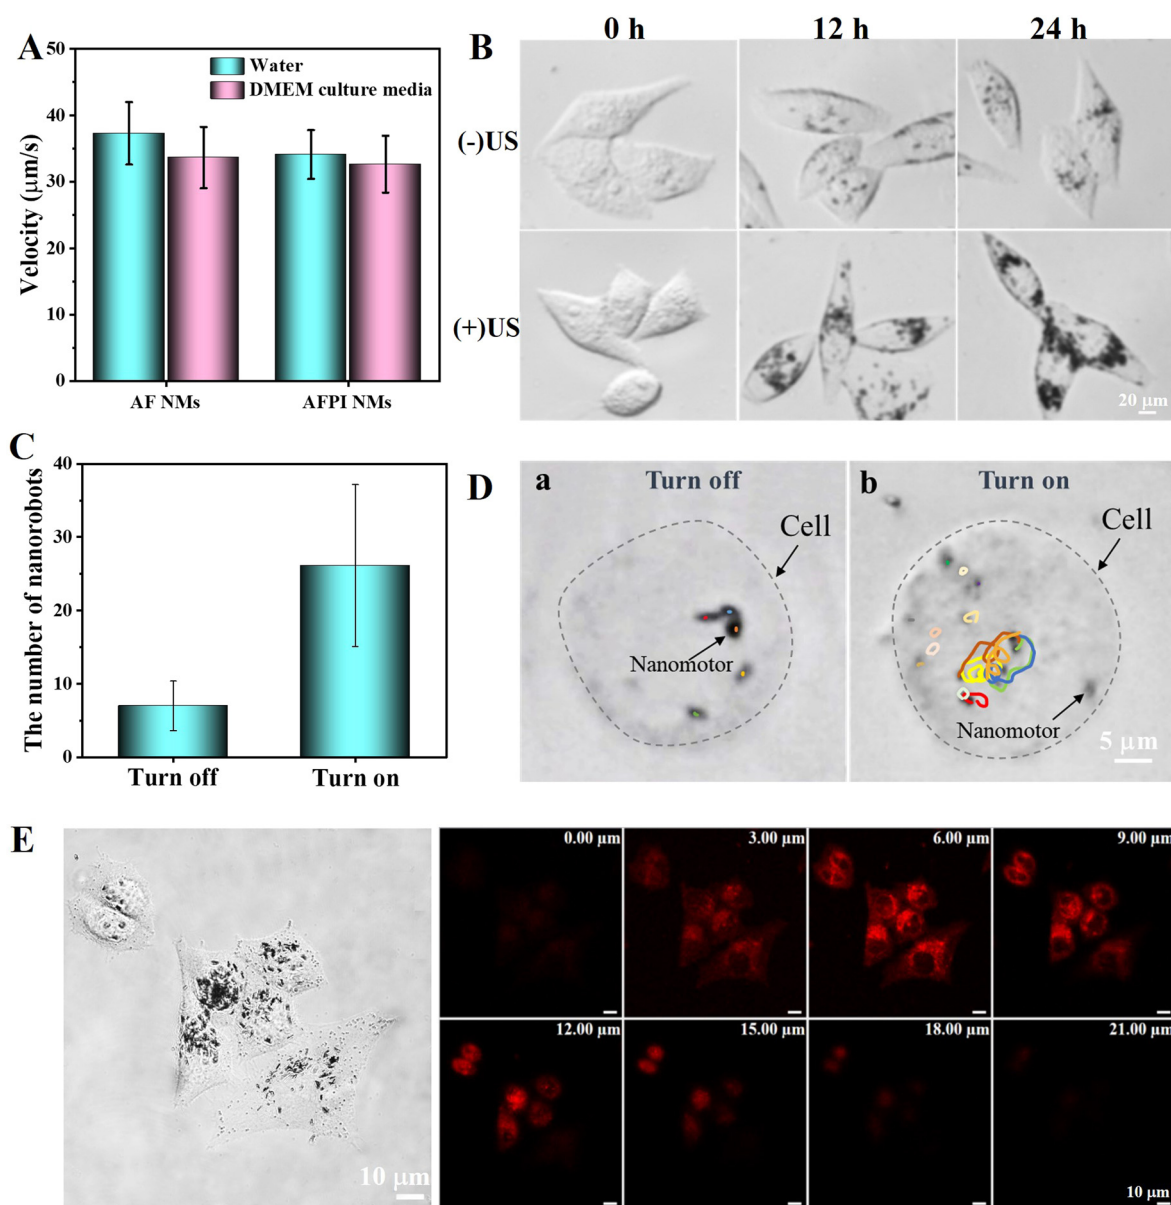 A
Velocity (μm/s)
50
40
30
20
10
0
Water
DMEM culture media
AF NMs
AFPI NMs
B
0 h
12 h
24 h
(-)US
(+)US
20 μm
C
The number of nanorobots
40
30
20
10
0
Turn off
Turn on
D
a
Turn off
Cell
Nanomotor
b
Turn on
Cell
Nanomotor
5 μm
E
10 μm
0.00 μm
3.00 μm
6.00 μm
9.00 μm
12.00 μm
15.00 μm
18.00 μm
21.00 μm
10 μm